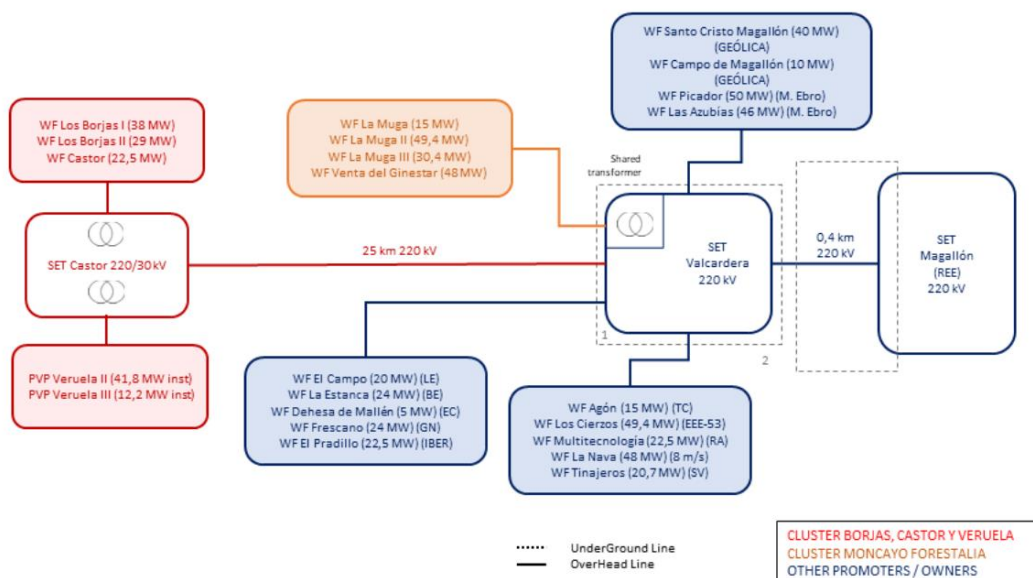 WF Santo Cristo Magallón (40 MW)
(GEÓLICA)
WF Campo de Magallón (10 MW)
(GEÓLICA)
WF Picador (50 MW) (M. Ebro)
WF Las Azubías (46 MW) (M. Ebro)
WF Los Borjas I (38 MW)
WF Los Borjas II (29 MW)
WF Castor (22,5 MW)
WF La Muga (15 MW)
WF La Muga II (49,4 MW)
WF La Muga III (30,4 MW)
WF Venta del Ginestar (48 MW)
Shared
transformer
SET Castor 220/30 kV
25 km 220 kV
SET
Valcardera
220 kV
0,4 km
220 kV
SET
Magallón
(REE)
220 kV
1
2
PVP Veruela II (41,8 MW inst)
PVP Veruela III (12,2 MW inst)
WF El Campo (20 MW) (LE)
WF La Estanca (24 MW) (BE)
WF Dehesa de Mallén (5 MW) (EC)
WF Frescano (24 MW) (GN)
WF El Pradillo (22,5 MW) (IBER)
WF Agón (15 MW) (TC)
WF Los Cierzos (49,4 MW) (EEE-53)
WF Multitecnología (22,5 MW) (RA)
WF La Nava (48 MW) (8 m/s)
WF Tinajeros (20,7 MW) (SV)
UnderGround Line
OverHead Line
CLUSTER BORJAS, CASTOR Y VERUELA
CLUSTER MONCAYO FORESTALIA
OTHER PROMOTERS / OWNERS